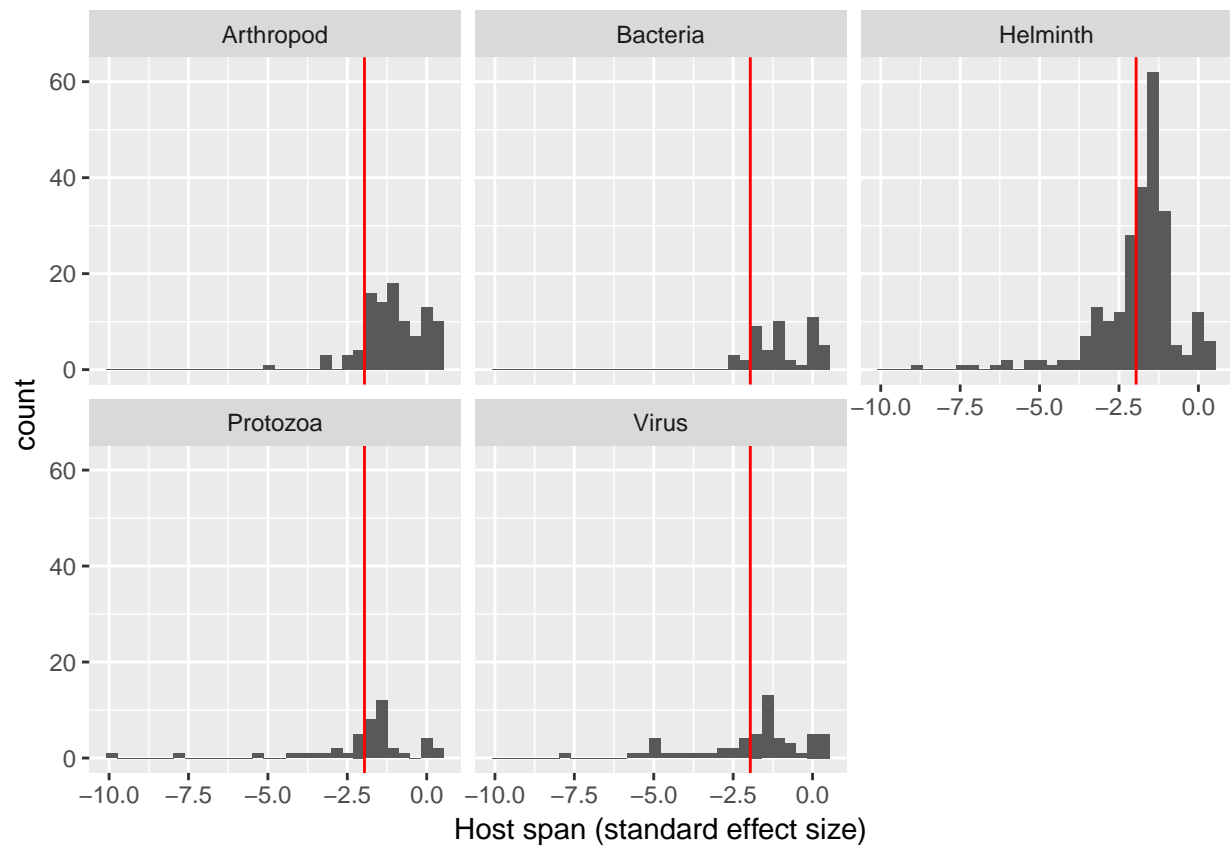 Arthropod Bacteria Helminth
60
40
20
0
−10.0 −7.5 −5.0 −2.5 0.0
Protozoa Virus
60
40
20
0
−10.0 −7.5 −5.0 −2.5 0.0 −10.0 −7.5 −5.0 −2.5 0.0
Host span (standard effect size)
count